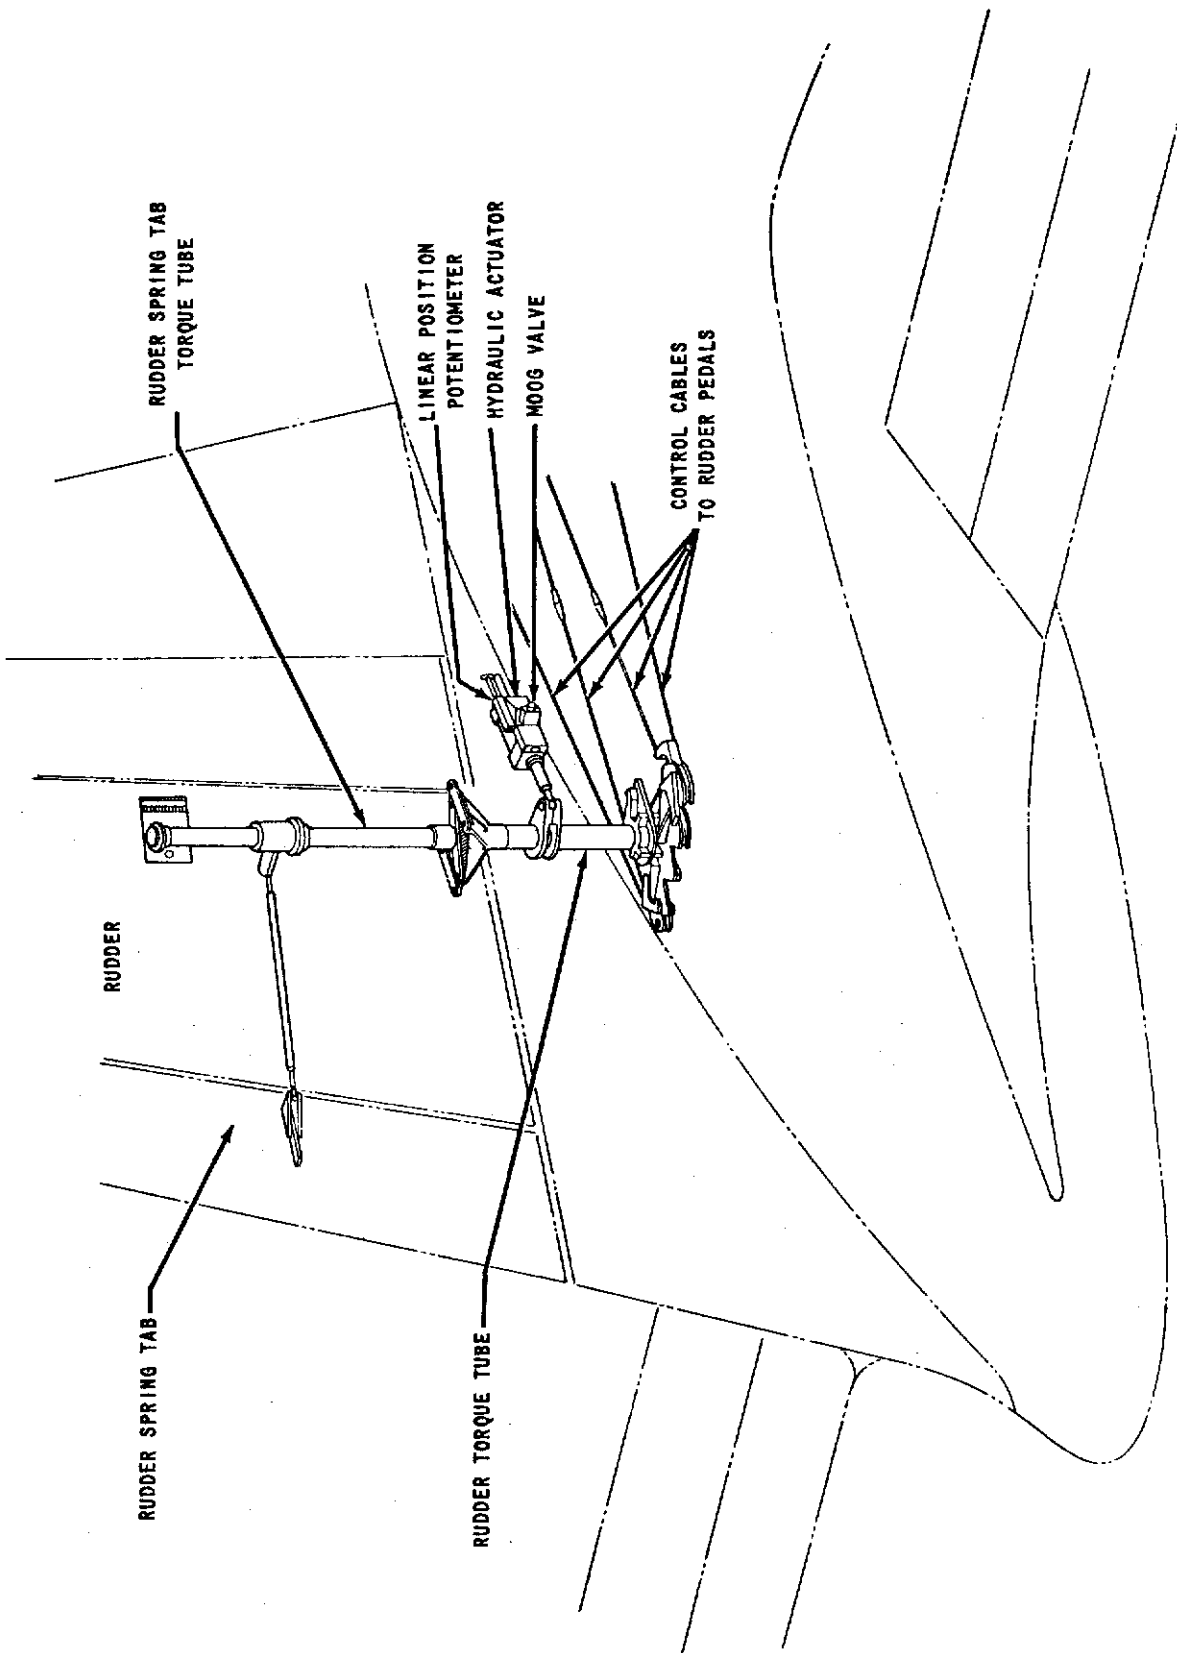 RUDDER SPRING TAB
TORQUE TUBE
LINEAR POSITION
POTENTIOMETER
HYDRAULIC ACTUATOR
MOOG VALVE
CONTROL CABLES
TO RUDDER PEDALS
RUDDER
RUDDER SPRING TAB
RUDDER TORQUE TUBE